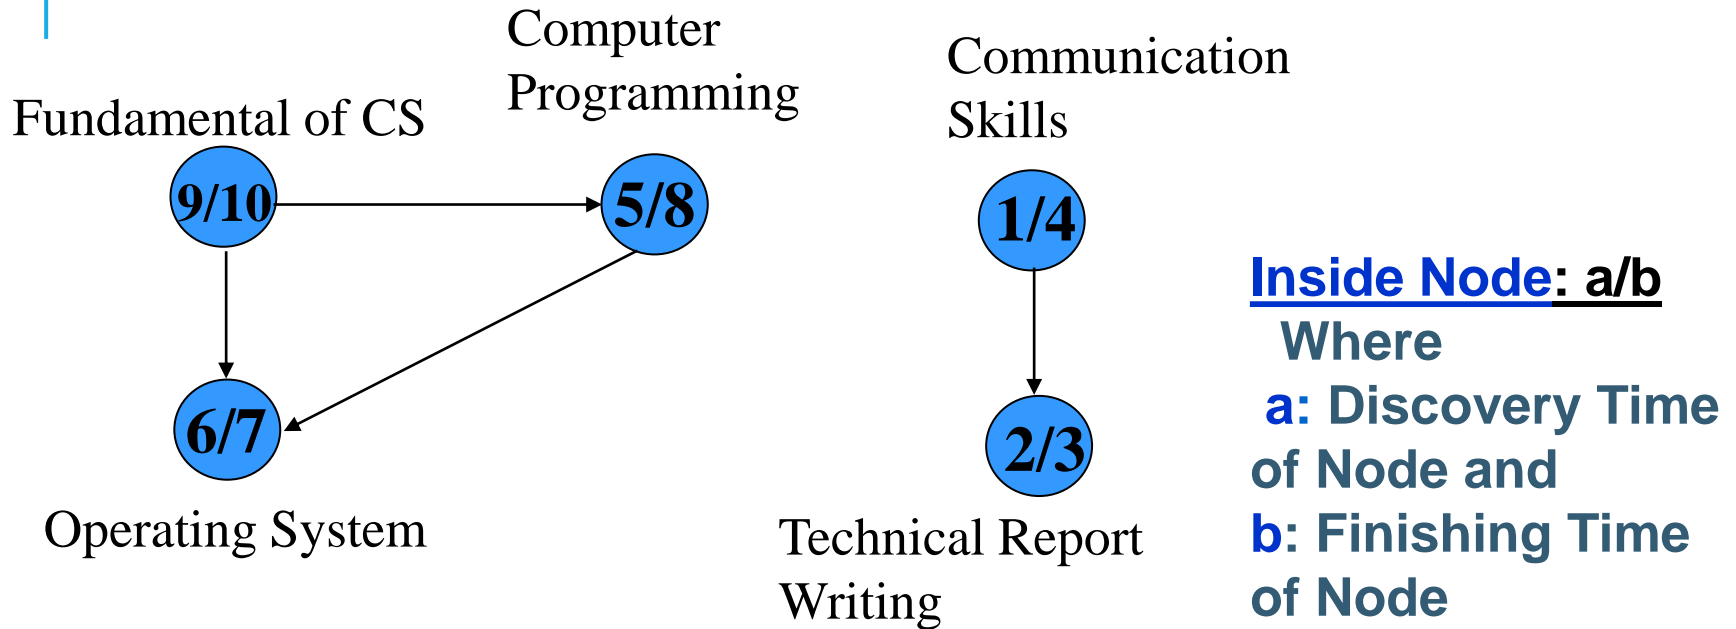 Fundamental of CS
Computer
Programming
Communication
Skills
9/10
5/8
1/4
6/7
2/3
Operating System
Technical Report
Writing
Inside Node: a/b
Where
a: Discovery Time
of Node and
b: Finishing Time
of Node